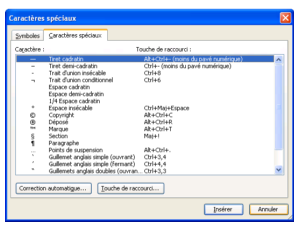 Caractères spéciaux
Symboles Caractères spéciaux
Caractère : Touche de raccourci :
— Tiret cadratin Alt+Ctrl+- (moins du pavé numérique)
– Tiret demi-cadratin Ctrl+- (moins du pavé numérique)
- Trait d'union insécable Ctrl+8
¬ Trait d'union conditionnel Ctrl+6
Espace cadratin
Espace demi-cadratin
1/4 Espace cadratin
° Espace insécable Ctrl+Maj+Espace
© Copyright Alt+Ctrl+C
® Déposé Alt+Ctrl+R
™ Marque Alt+Ctrl+T
§ Section Maj+!
¶ Paragraphe
… Points de suspension Alt+Ctrl+.
‘ Guillemet anglais simple (ouvrant) Ctrl+4,4
’ Guillemet anglais simple (fermant) Ctrl+4,4
“ Guillemets anglais doubles (ouvran... Ctrl+3,3
Correction automatique... Touche de raccourci...
Insérer Annuler